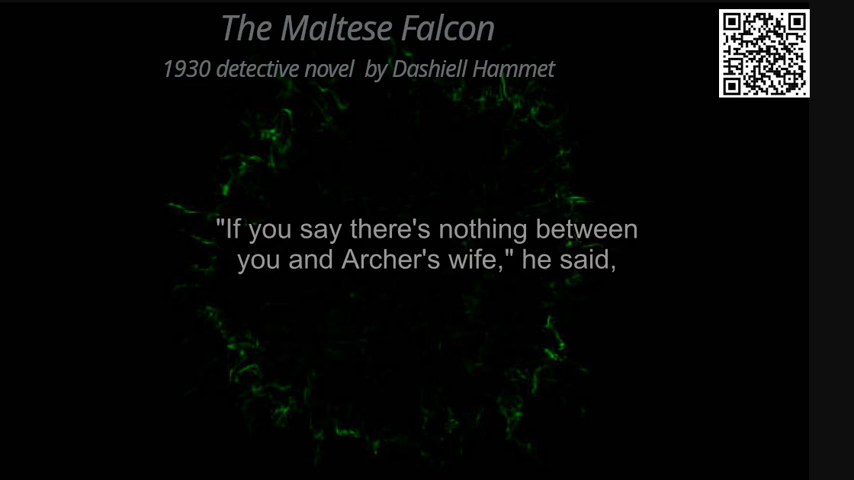 The Maltese Falcon
1930 detective novel by Dashiell Hammet
"If you say there's nothing between
you and Archer's wife," he said,